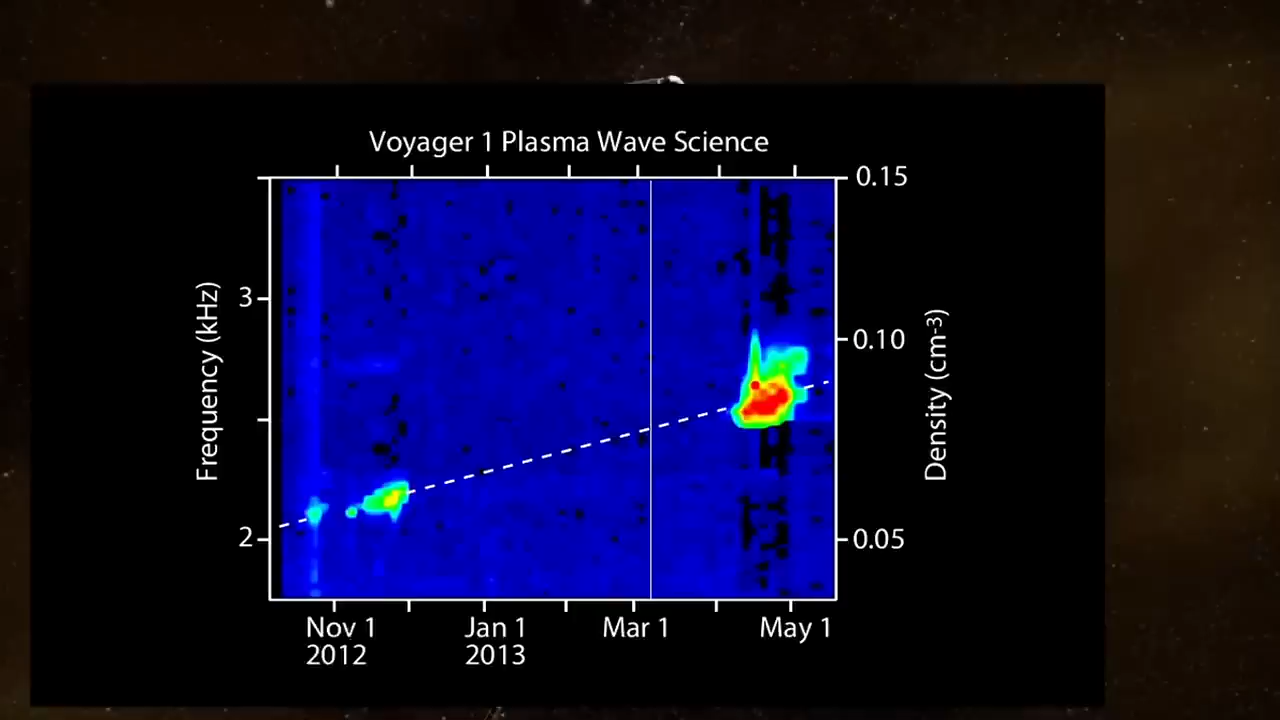 Voyager 1 Plasma Wave Science
0.15
3
0.10
2
0.05
Frequency (kHz)
Density (cm-3)
Nov 1
2012
Jan 1
2013
Mar 1
May 1